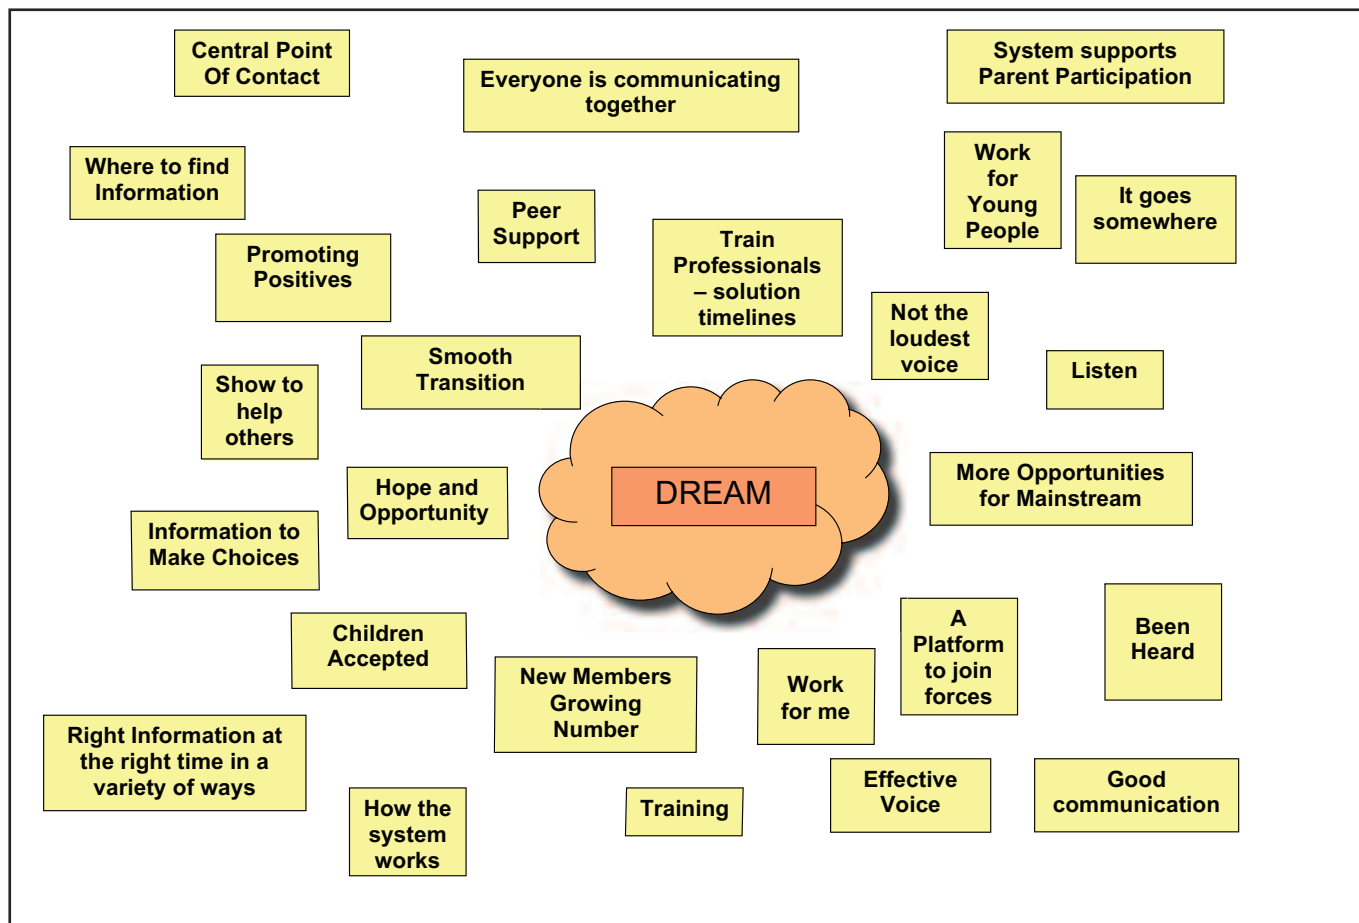 Central Point
Of Contact
Everyone is communicating
together
System supports
Parent Participation
Where to find
Information
Peer
Support
Work
for
Young
People
It goes
somewhere
Promoting
Positives
Train
Professionals
– solution
timelines
Not the
loudest
voice
Smooth
Transition
Listen
Show to
help
others
Hope and
Opportunity
DREAM
More Opportunities
for Mainstream
Information to
Make Choices
Children
Accepted
A
Platform
to join
forces
Been
Heard
New Members
Growing
Number
Work
for me
Right Information at
the right time in a
variety of ways
How the
system
works
Training
Effective
Voice
Good
communication